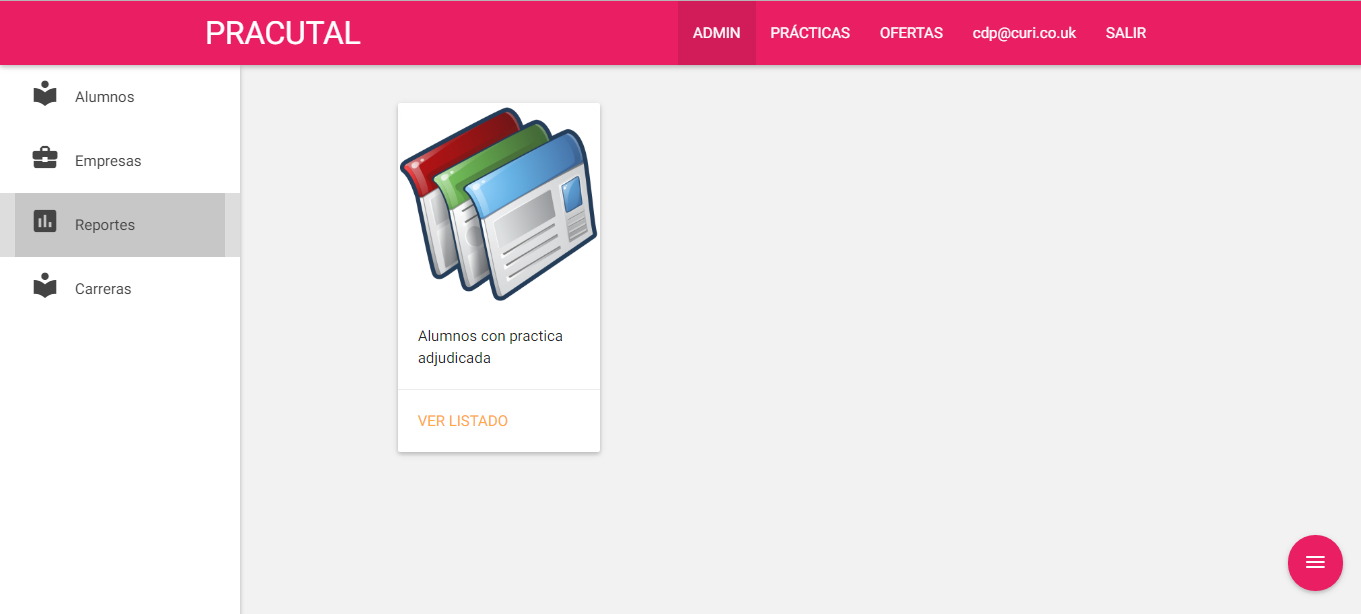 PRACUTAL
ADMIN PRÁCTICAS OFERTAS cdp@curi.co.uk SALIR
Alumnos
Empresas
Reportes
Carreras
Alumnos con practica
adjudicada
VER LISTADO